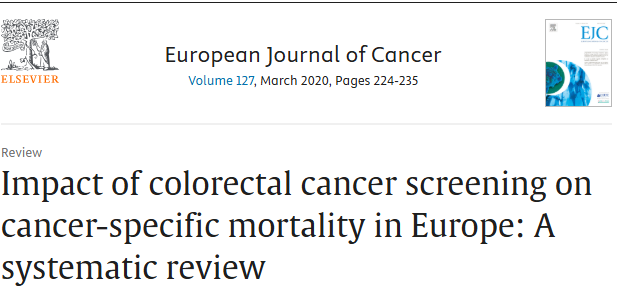 ELSEVIER
European Journal of Cancer
Volume 127, March 2020, Pages 224-235
EJC
Review
Impact of colorectal cancer screening on
cancer-specific mortality in Europe: A
systematic review